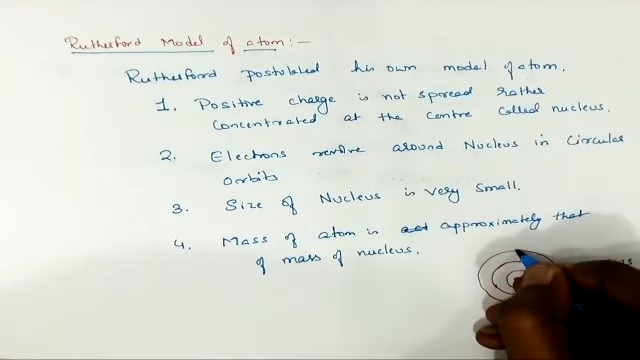 Rutherford Model of atom:-
Rutherford postulated his own model of atom.
1. Positive charge is not spread rather
concentrated at the centre called nucleus.
2. Electrons revolve around Nucleus in Circular
orbits
3. Size of Nucleus is very small.
4. Mass of atom is approximately that
of mass of nucleus.